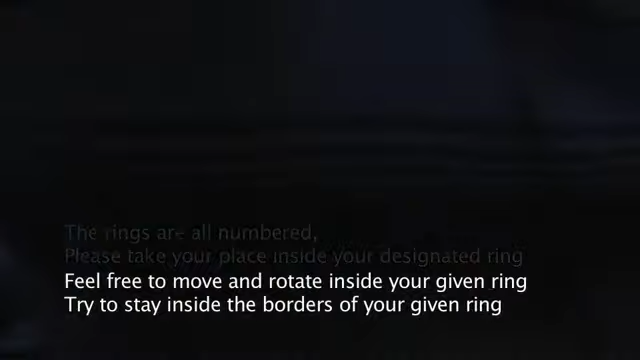 The rings are all numbered,
Please take your place inside your designated ring
Feel free to move and rotate inside your given ring
Try to stay inside the borders of your given ring